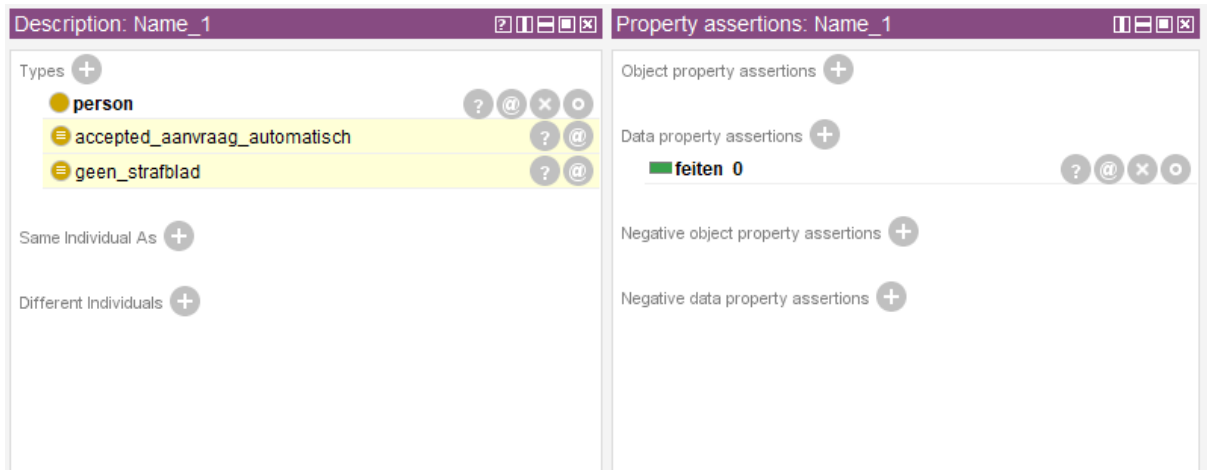 Description: Name_1
Types
person
accepted_aanvraag_automatisch
geen_strafblad
Same Individual As
Different Individuals
Property assertions: Name_1
Object property assertions
Data property assertions
feiten 0
Negative object property assertions
Negative data property assertions